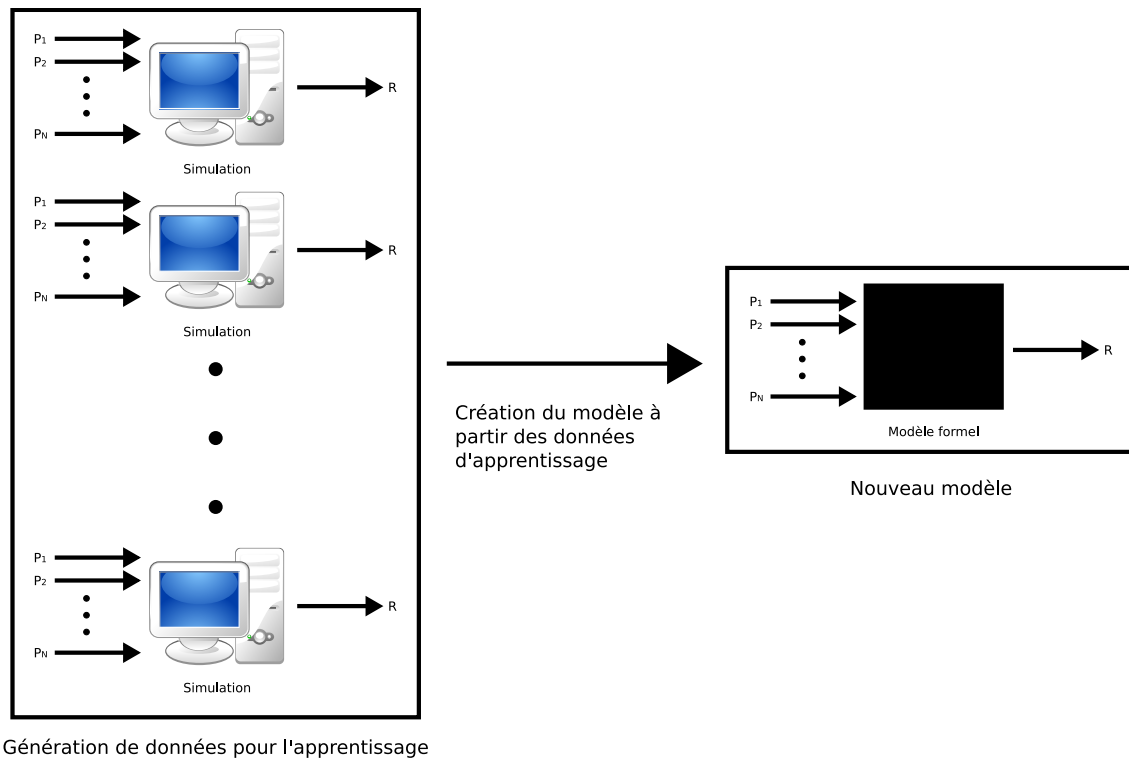 P₁
P₂
Pₙ
R
Simulation
P₁
P₂
Pₙ
R
Simulation
P₁
P₂
Pₙ
R
Simulation
Génération de données pour l'apprentissage
Création du modèle à
partir des données
d'apprentissage
P₁
P₂
Pₙ
R
Modèle formel
Nouveau modèle